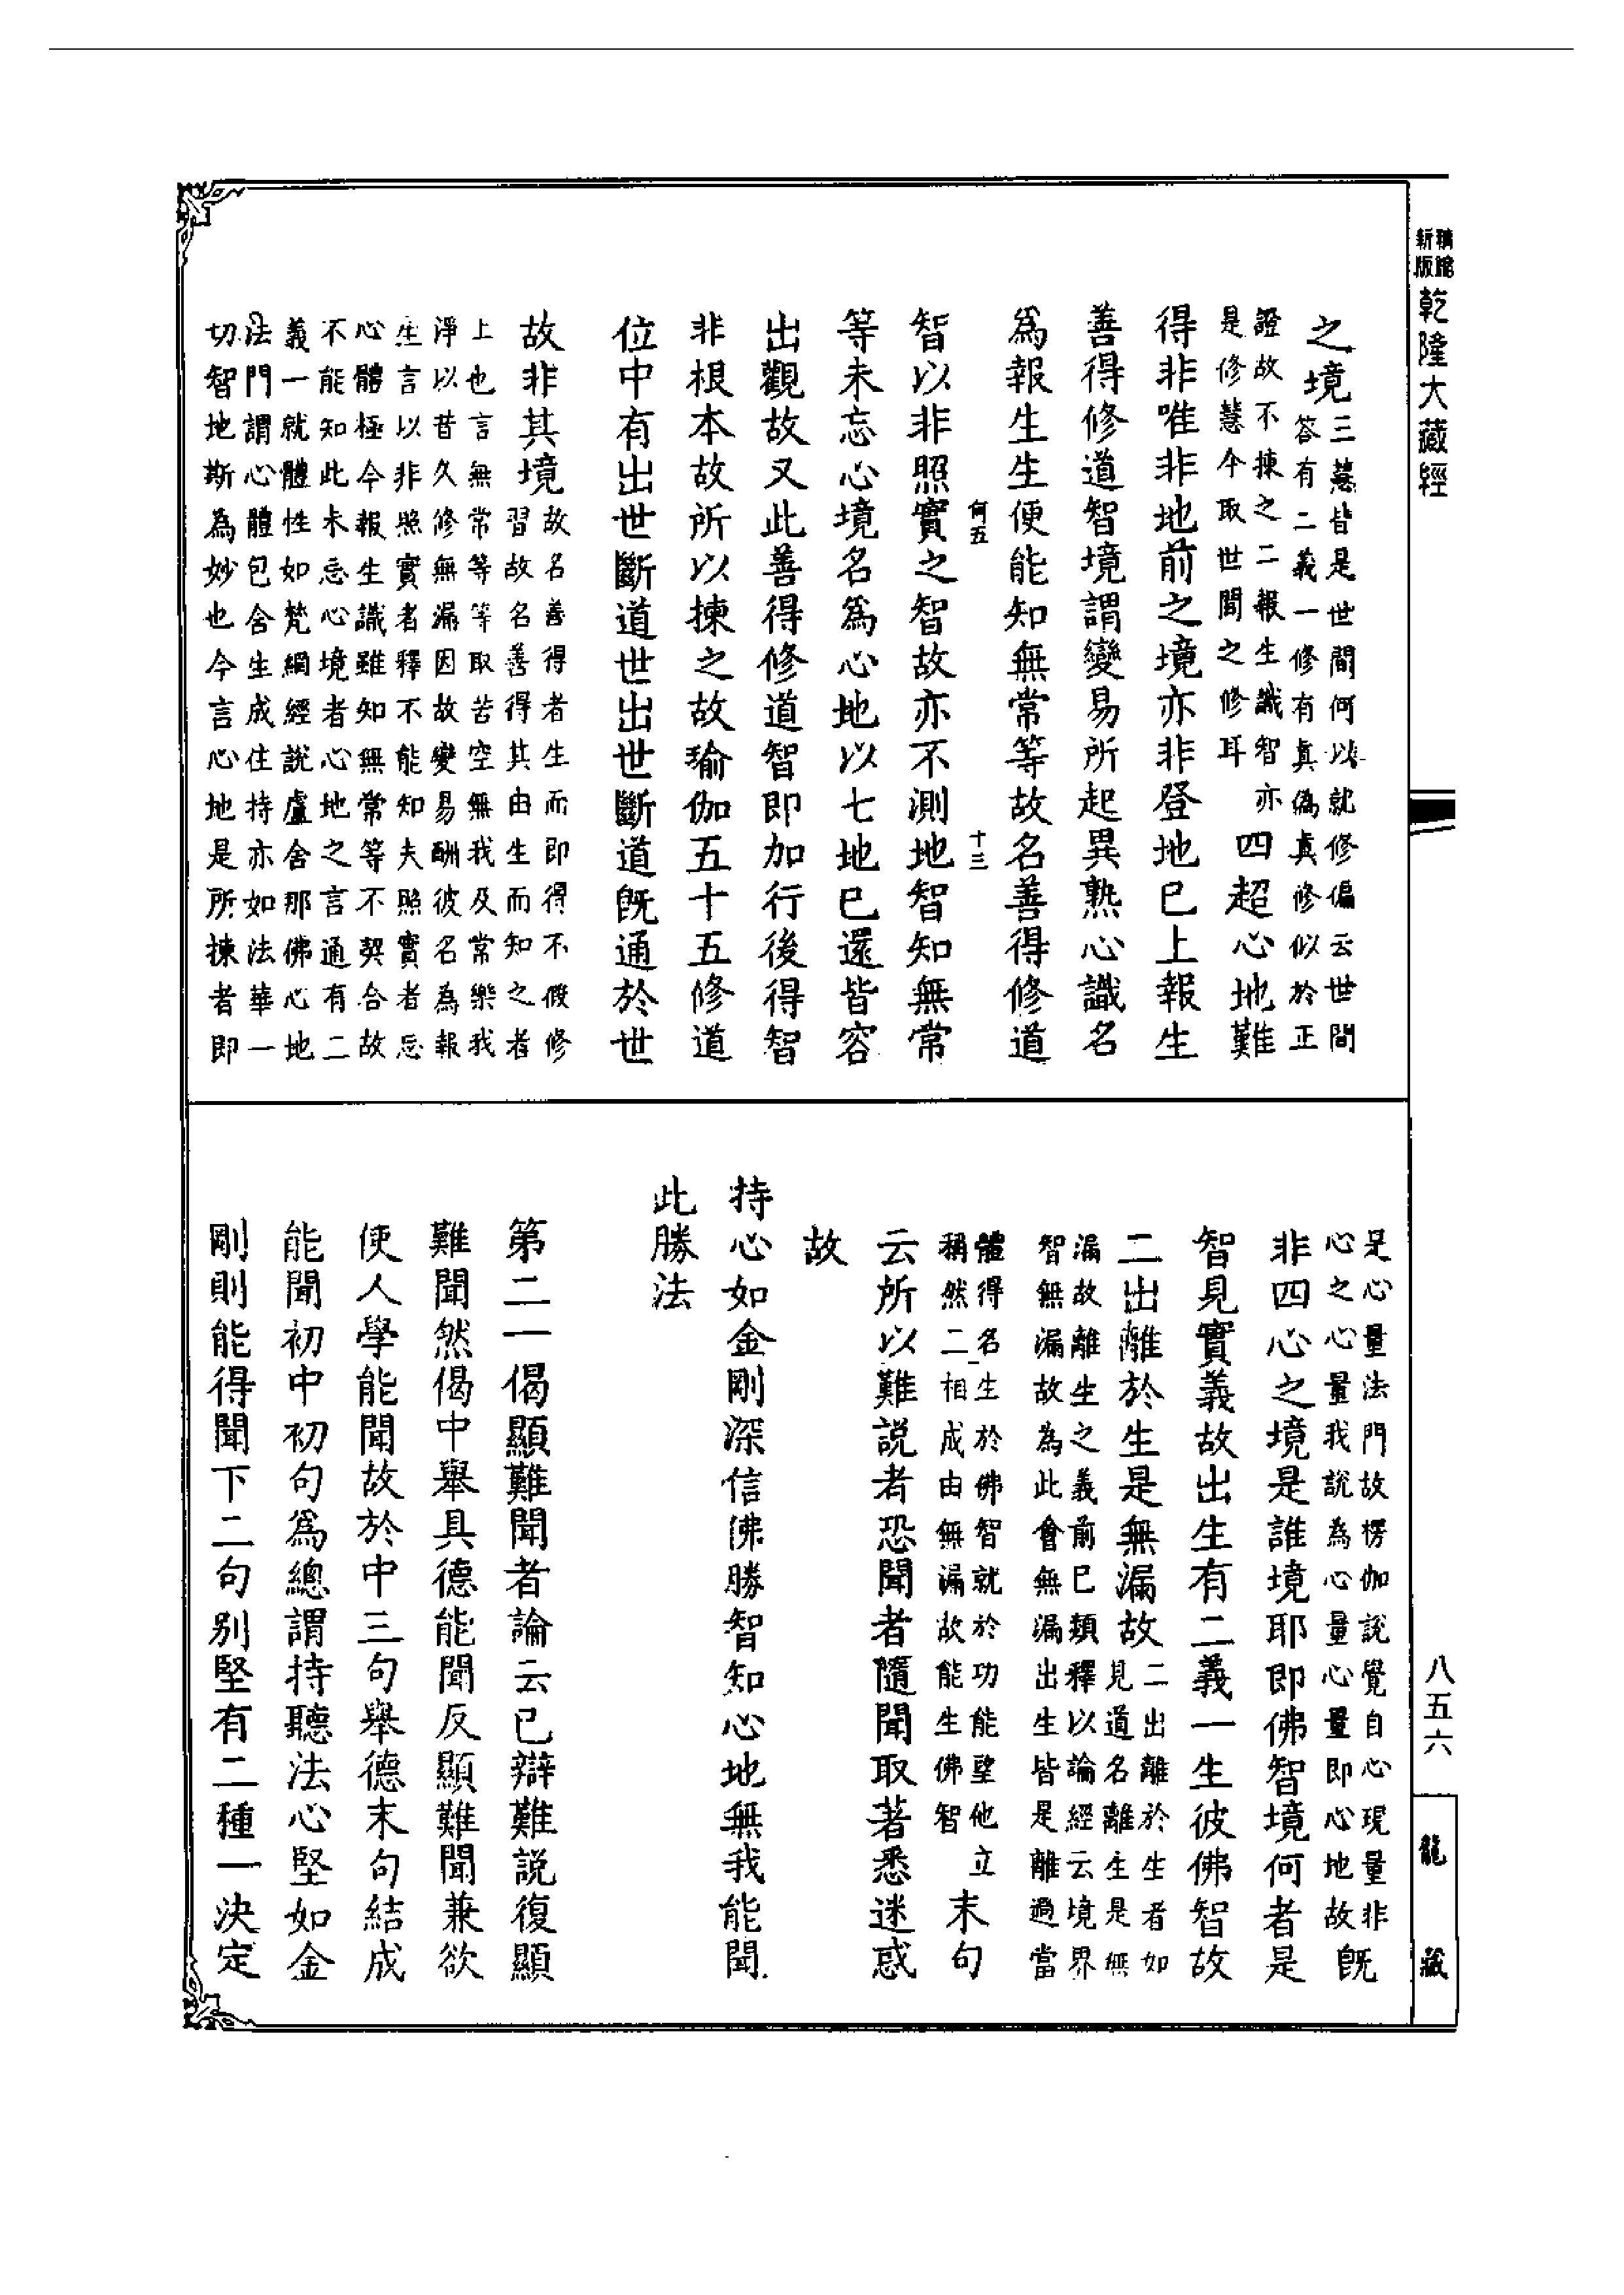 新版
乾隆大藏經
之境
三慧皆是世間何以就修偏云世間
答有二義一修有真偽真修似於正
證故不揀之二報生識智亦
是修慧今取世間之修耳
四超心地難
得非唯非地前之境亦非登地已上報生
善得修道智境謂變易所起異熟心識名
為報生生便能知無常等故名善得修道
何五
十三
智以非照實之智故亦不測地智知無常
等未忘心境名為心地以七地已還皆容
出觀故又此善得修道智即加行後得智
非根本故所以揀之故瑜伽五十五修道
位中有出世斷道世出世斷道既通於世
故非其境
故名善得者生而即得不假修
習故名善得其由生而知之者
上也言無常等等取苦空無我及常樂我
淨以昔久修無漏因故變易酬彼名為報
生言以非照實者釋不能知夫照實者忘
心體極今報生識雖知無常等不契合故
不能知此未忘心境者心地之言通有二
義一就體性如梵網經說盧舍那佛心地
法門謂心體包含生成住持亦如法華一
切智地斯為妙也今言心地是所揀者即
是心量法門故楞伽說覺自心現量非
心之心量我說為心量心量即心地故
既
非四心之境是誰境耶即佛智境何者是
智見實義故出生有二義一生彼佛智故
二出離於生是無漏故
二出離於生者如
見道名離生是無
漏故離生之義前已類釋以論經云境界
智無漏故為此會無漏出生皆是離過當
體得名生於佛智就於功能望他立
稱然二相成由無漏故能生佛智
末句
云所以難說者恐聞者隨聞取著悉迷惑
故
持心如金剛深信佛勝智知心地無我能聞
此勝法
第二一偈顯難聞者論云已辯難說復顯
難聞然偈中舉具德能聞反顯難聞兼欲
使人學能聞故於中三句舉德末句結成
能聞初中初句為總謂持聽法心堅如金
剛則能得聞下二句別堅有二種一決定
八五六
龍藏